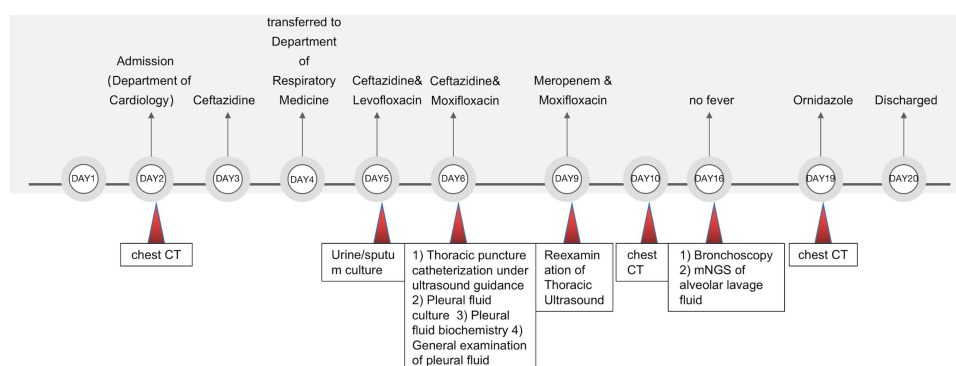 transferred to
Department
of
Respiratory
Medicine
Admission
(Department of
Cardiology)
Ceftazidine
Ceftazidine&
Levofloxacin
Ceftazidine&
Moxifloxacin
Meropenem &
Moxifloxacin
no fever
Ornidazole
Discharged
DAY1
DAY2
DAY3
DAY4
DAY5
DAY6
DAY9
DAY10
DAY16
DAY19
DAY20
chest CT
Urine/sputu
m culture
1) Thoracic puncture
catheterization under
ultrasound guidance
2) Pleural fluid
culture 3) Pleural
fluid biochemistry 4)
General examination
of pleural fluid
Reexamin
ation of
Thoracic
Ultrasound
chest
CT
1) Bronchoscopy
2) mNGS of
alveolar lavage
fluid
chest CT